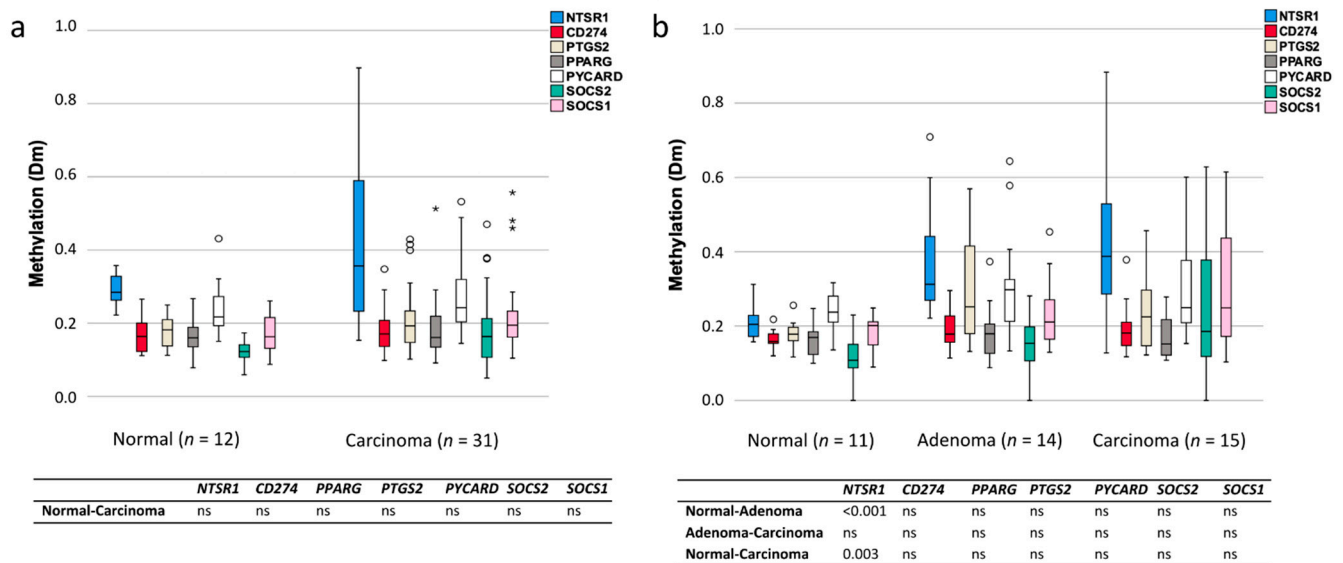 a
1.0
0.8
0.6
0.4
0.2
0.0
Methylation (Dm)
NTSR1
CD274
PTGS2
PPARG
PYCARD
SOCS2
SOCS1
Normal (n = 12)
Carcinoma (n = 31)
NTSR1 CD274 PPARG PTGS2 PYCARD SOCS2 SOCS1
Normal-Carcinoma ns ns ns ns ns ns ns
b
1.0
0.8
0.6
0.4
0.2
0.0
Methylation (Dm)
NTSR1
CD274
PTGS2
PPARG
PYCARD
SOCS2
SOCS1
Normal (n = 11)
Adenoma (n = 14)
Carcinoma (n = 15)
NTSR1 CD274 PPARG PTGS2 PYCARD SOCS2 SOCS1
Normal-Adenoma <0.001 ns ns ns ns ns ns
Adenoma-Carcinoma ns ns ns ns ns ns ns
Normal-Carcinoma 0.003 ns ns ns ns ns ns